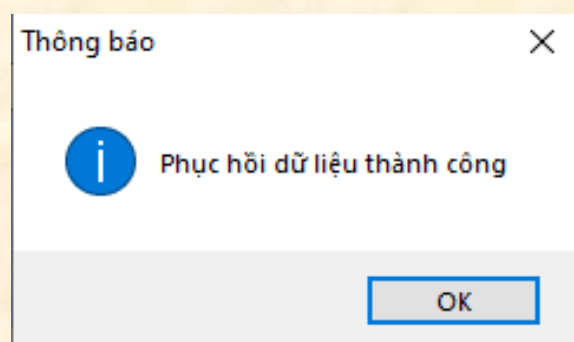 Thông báo
Phục hồi dữ liệu thành công
OK